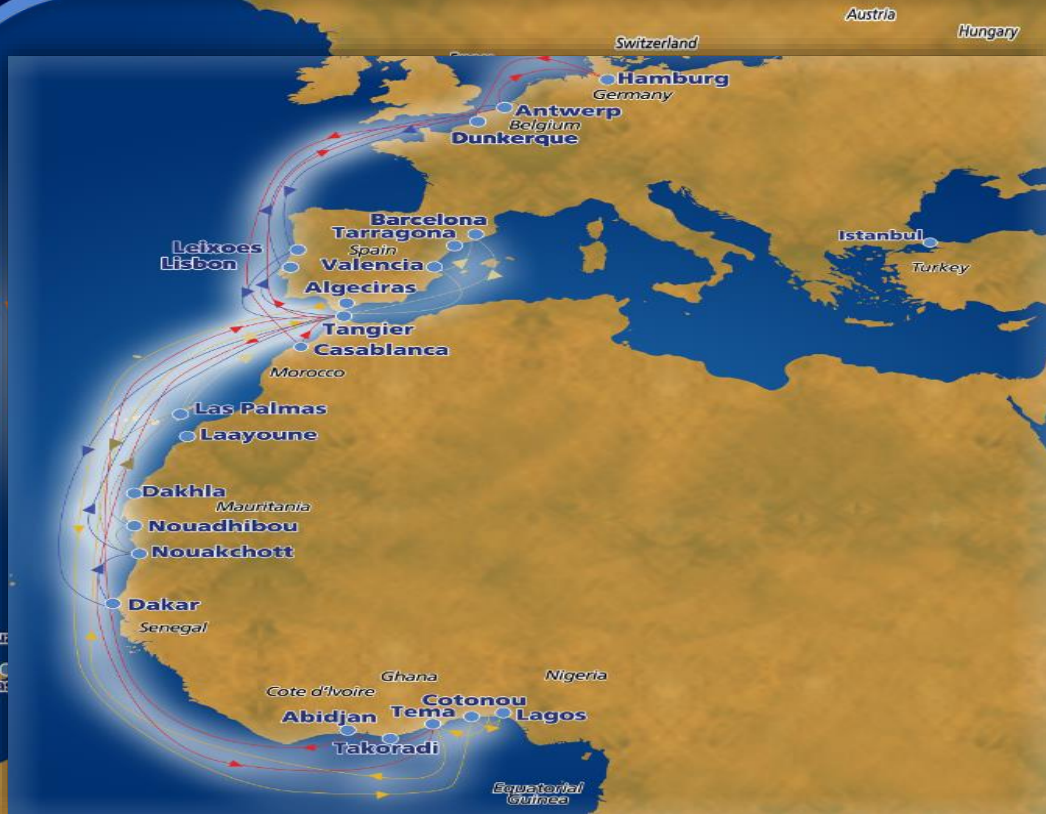 Austria
Hungary
Switzerland
Hamburg
Germany
Antwerp
Belgium
Dunkerque
Barcelona
Tarragona
Leixoes
Spain
Lisbon
Valencia
Istanbul
Turkey
Algeciras
Tangier
Casablanca
Morocco
Las Palmas
Laayoune
Dakhla
Mauritania
Nouadhibou
Nouakchott
Dakar
Senegal
Ghana
Nigeria
Cote d'Ivoire
Cotonou
Abidjan
Tema
Lagos
Takoradi
Equatorial
Guinea